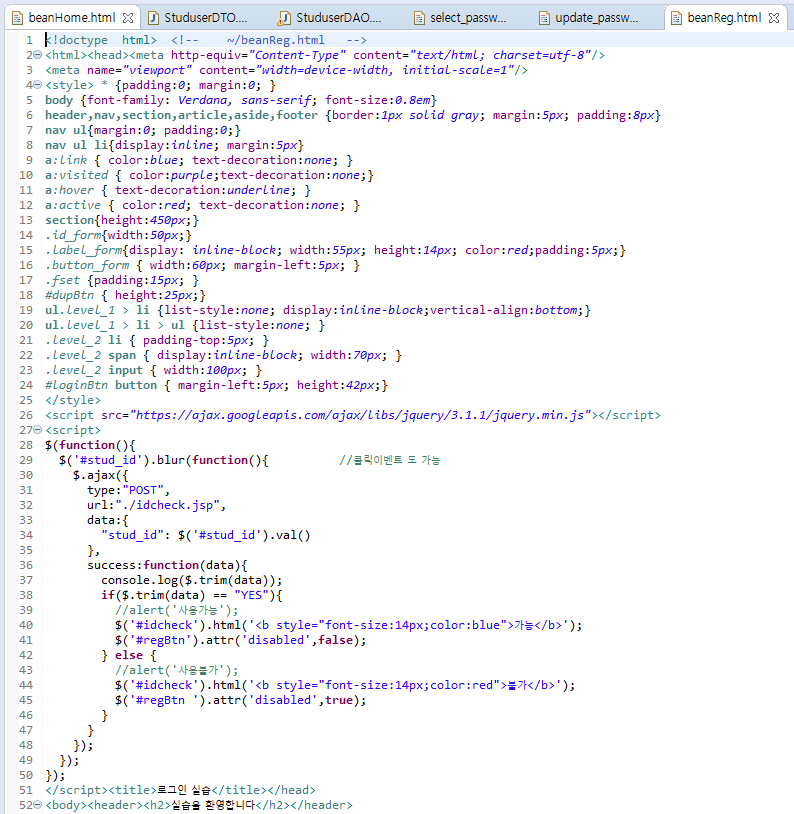 beanHome.html StuduserDTO.... StuduserDAO.... select_passw... update_passw... beanReg.html
1 <!doctype  html>  <!--    ~/beanReg.html   -->
2 <html><head><meta http-equiv="Content-Type" content="text/html; charset=utf-8"/>
3 <meta name="viewport" content="width=device-width, initial-scale=1"/>
4 <style> * {padding:0; margin:0; }
5 body {font-family: Verdana, sans-serif; font-size:0.8em}
6 header,nav,section,article,aside,footer {border:1px solid gray; margin:5px; padding:8px}
7 nav ul{margin:0; padding:0;}
8 nav ul li{display:inline; margin:5px}
9 a:link { color:blue; text-decoration:none; }
10 a:visited { color:purple;text-decoration:none;}
11 a:hover { text-decoration:underline; }
12 a:active { color:red; text-decoration:none; }
13 section{height:450px;}
14 .id_form{width:50px;}
15 .label_form{display: inline-block; width:55px; height:14px; color:red;padding:5px;}
16 .button_form { width:60px; margin-left:5px; }
17 .fset {padding:15px; }
18 #dupBtn { height:25px;}
19 ul.level_1 > li {list-style:none; display:inline-block;vertical-align:bottom;}
20 ul.level_1 > li > ul {list-style:none; }
21 .level_2 li { padding-top:5px; }
22 .level_2 span { display:inline-block; width:70px; }
23 .level_2 input { width:100px; }
24 #loginBtn button { margin-left:5px; height:42px;}
25 </style>
26 <script src="https://ajax.googleapis.com/ajax/libs/jquery/3.1.1/jquery.min.js"></script>
27 <script>
28 $(function(){
29   $('#stud_id').blur(function(){          //클릭이벤트 도 가능
30     $.ajax({
31       type:"POST",
32       url:"./idcheck.jsp",
33       data:{
34         "stud_id": $('#stud_id').val()
35       },
36       success:function(data){
37         console.log($.trim(data));
38         if($.trim(data) == "YES"){
39           //alert('사용가능');
40           $('#idcheck').html('<b style="font-size:14px;color:blue">가능</b>');
41           $('#regBtn').attr('disabled',false);
42         } else {
43           //alert('사용불가');
44           $('#idcheck').html('<b style="font-size:14px;color:red">불가</b>');
45           $('#regBtn ').attr('disabled',true);
46         }
47       }
48     });
49   });
50 });
51 </script><title>로그인 실습</title></head>
52 <body><header><h2>실습을 환영합니다</h2></header>